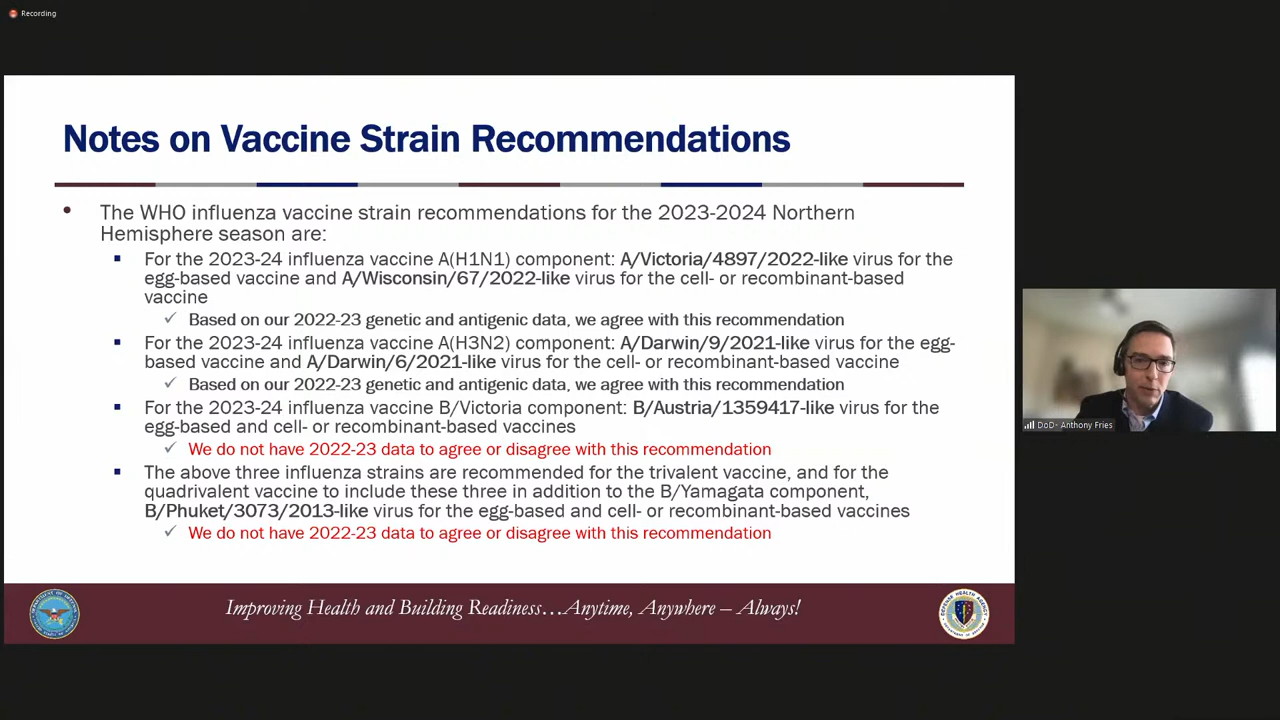 Recording
Notes on Vaccine Strain Recommendations
• The WHO influenza vaccine strain recommendations for the 2023-2024 Northern
Hemisphere season are:
▪ For the 2023-24 influenza vaccine A(H1N1) component: A/Victoria/4897/2022-like virus for the
egg-based vaccine and A/Wisconsin/67/2022-like virus for the cell- or recombinant-based
vaccine
✓ Based on our 2022-23 genetic and antigenic data, we agree with this recommendation
▪ For the 2023-24 influenza vaccine A(H3N2) component: A/Darwin/9/2021-like virus for the egg-
based vaccine and A/Darwin/6/2021-like virus for the cell- or recombinant-based vaccine
✓ Based on our 2022-23 genetic and antigenic data, we agree with this recommendation
▪ For the 2023-24 influenza vaccine B/Victoria component: B/Austria/1359417-like virus for the
egg-based and cell- or recombinant-based vaccines
✓ We do not have 2022-23 data to agree or disagree with this recommendation
▪ The above three influenza strains are recommended for the trivalent vaccine, and for the
quadrivalent vaccine to include these three in addition to the B/Yamagata component,
B/Phuket/3073/2013-like virus for the egg-based and cell- or recombinant-based vaccines
✓ We do not have 2022-23 data to agree or disagree with this recommendation
Improving Health and Building Readiness…Anytime, Anywhere – Always!
DoD- Anthony Fries